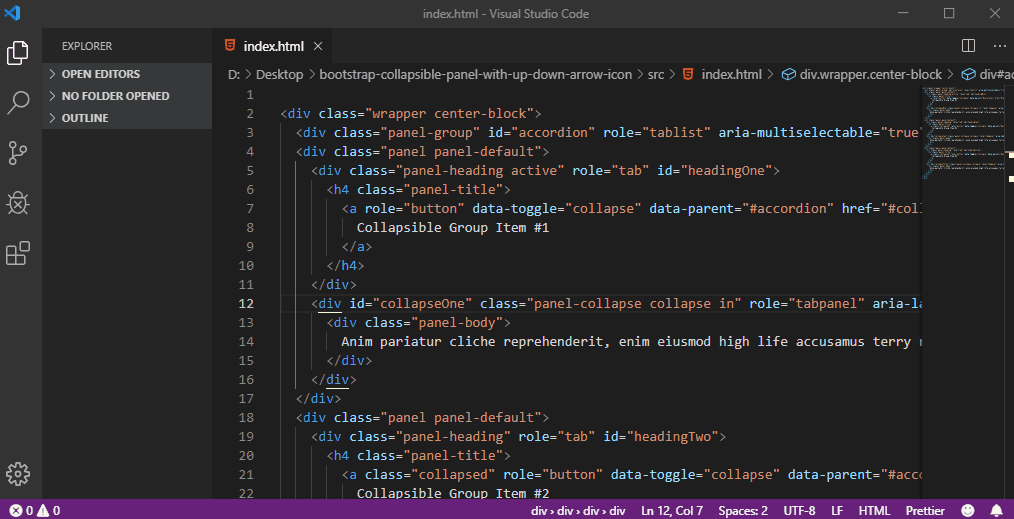 index.html - Visual Studio Code
EXPLORER
OPEN EDITORS
NO FOLDER OPENED
OUTLINE
index.html
D: > Desktop > bootstrap-collapsible-panel-with-up-down-arrow-icon > src > index.html > div.wrapper.center-block > div#ac
1
2 <div class="wrapper center-block">
3 <div class="panel-group" id="accordion" role="tablist" aria-multiselectable="true"
4 <div class="panel panel-default">
5 <div class="panel-heading active" role="tab" id="headingOne">
6 <h4 class="panel-title">
7 <a role="button" data-toggle="collapse" data-parent="#accordion" href="#coll
8 Collapsible Group Item #1
9 </a>
10 </h4>
11 </div>
12 <div id="collapseOne" class="panel-collapse collapse in" role="tabpanel" aria-la
13 <div class="panel-body">
14 Anim pariatur cliche reprehenderit, enim eiusmod high life accusamus terry
15 </div>
16 </div>
17 </div>
18 <div class="panel panel-default">
19 <div class="panel-heading" role="tab" id="headingTwo">
20 <h4 class="panel-title">
21 <a class="collapsed" role="button" data-toggle="collapse" data-parent="#acco
22 Collapsible Group Item #2
0 0 div › div › div › div Ln 12, Col 7 Spaces: 2 UTF-8 LF HTML Prettier